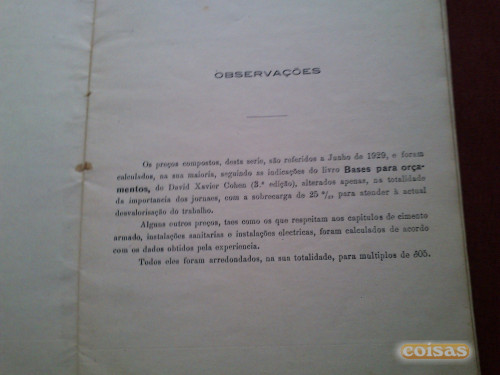 OBSERVAÇÕES
Os preços compostos, desta serie, são referidos a Junho de 1929, e foram
calculados, na sua maioria, seguindo as indicações do livro Bases para orça-
mentos, de David Xavier Cohen (3.ª edição), alterados apenas, na totalidade
da importancia dos jornaes, com a sobrecarga de 25 %, para atender á actual
desvalorisação do trabalho.
Alguns outros preços, taes como os que respeitam aos capitulos de cimento
armado, instalações sanitarias e instalações electricas, foram calculados de acordo
com os dados obtidos pela experiencia.
Todos eles foram arredondados, na sua totalidade, para multiplos de
coisas